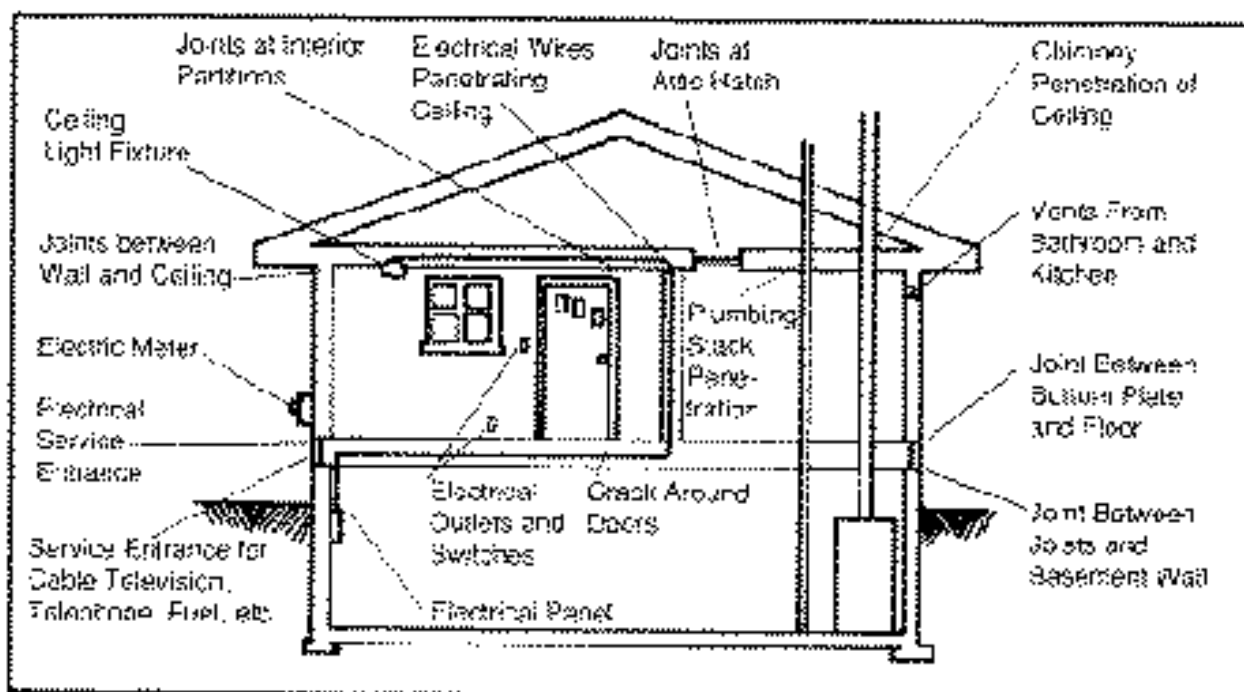 Joints at Interior
Partitions
Electrical Wires
Penetrating
Ceiling
Joints at
Attic Hatch
Chimney
Penetration of
Ceiling
Ceiling
Light Fixture
Joints between
Wall and Ceiling
Vents From
Bathroom and
Kitchen
Electric Meter
Plumbing
Stack
Pene-
tration
Joint Between
Bottom Plate
and Floor
Electrical
Service
Entrance
Electrical
Outlets and
Switches
Crack Around
Doors
Joint Between
Joists and
Basement Wall
Service Entrance for
Cable Television,
Telephone, Fuel, etc.
Electrical Panel